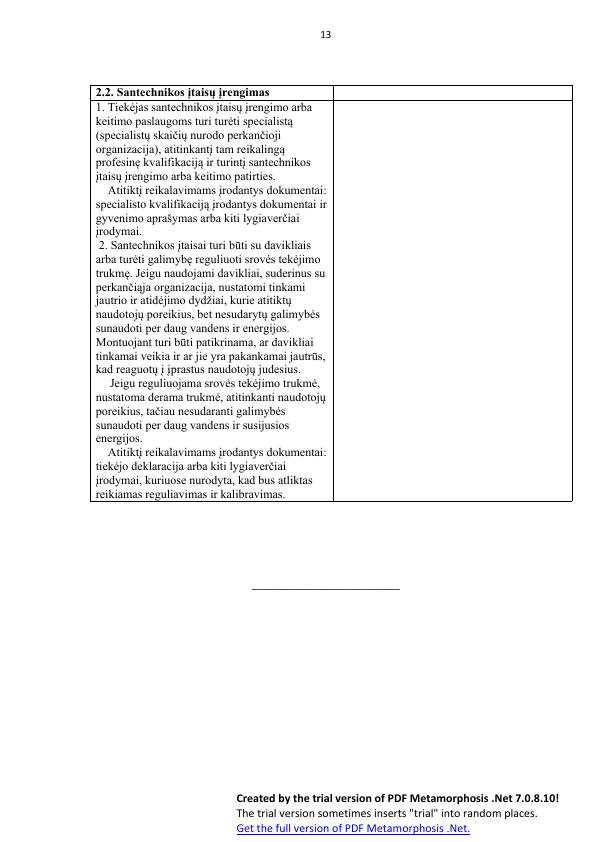 13
2.2. Santechnikos įtaisų įrengimas
1. Tiekėjas santechnikos įtaisų įrengimo arba
keitimo paslaugoms turi turėti specialistą
(specialistų skaičių nurodo perkančioji
organizacija), atitinkantį tam reikalingą
profesinę kvalifikaciją ir turintį santechnikos
įtaisų įrengimo arba keitimo patirties.
Atitiktį reikalavimams įrodantys dokumentai:
specialisto kvalifikaciją įrodantys dokumentai ir
gyvenimo aprašymas arba kiti lygiaverčiai
įrodymai.
2. Santechnikos įtaisai turi būti su davikliais
arba turėti galimybę reguliuoti srovės tekėjimo
trukmę. Jeigu naudojami davikliai, suderinus su
perkančiąja organizacija, nustatomi tinkami
jautrio ir atidėjimo dydžiai, kurie atitiktų
naudotojų poreikius, bet nesudarytų galimybės
sunaudoti per daug vandens ir energijos.
Montuojant turi būti patikrinama, ar davikliai
tinkamai veikia ir ar jie yra pakankamai jautrūs,
kad reaguotų į įprastus naudotojų judesius.
Jeigu reguliuojama srovės tekėjimo trukmė,
nustatoma derama trukmė, atitinkanti naudotojų
poreikius, tačiau nesudaranti galimybės
sunaudoti per daug vandens ir susijusios
energijos.
Atitiktį reikalavimams įrodantys dokumentai:
tiekėjo deklaracija arba kiti lygiaverčiai
įrodymai, kuriuose nurodyta, kad bus atliktas
reikiamas reguliavimas ir kalibravimas.
Created by the trial version of PDF Metamorphosis .Net 7.0.8.10!
The trial version sometimes inserts "trial" into random places.
Get the full version of PDF Metamorphosis .Net.